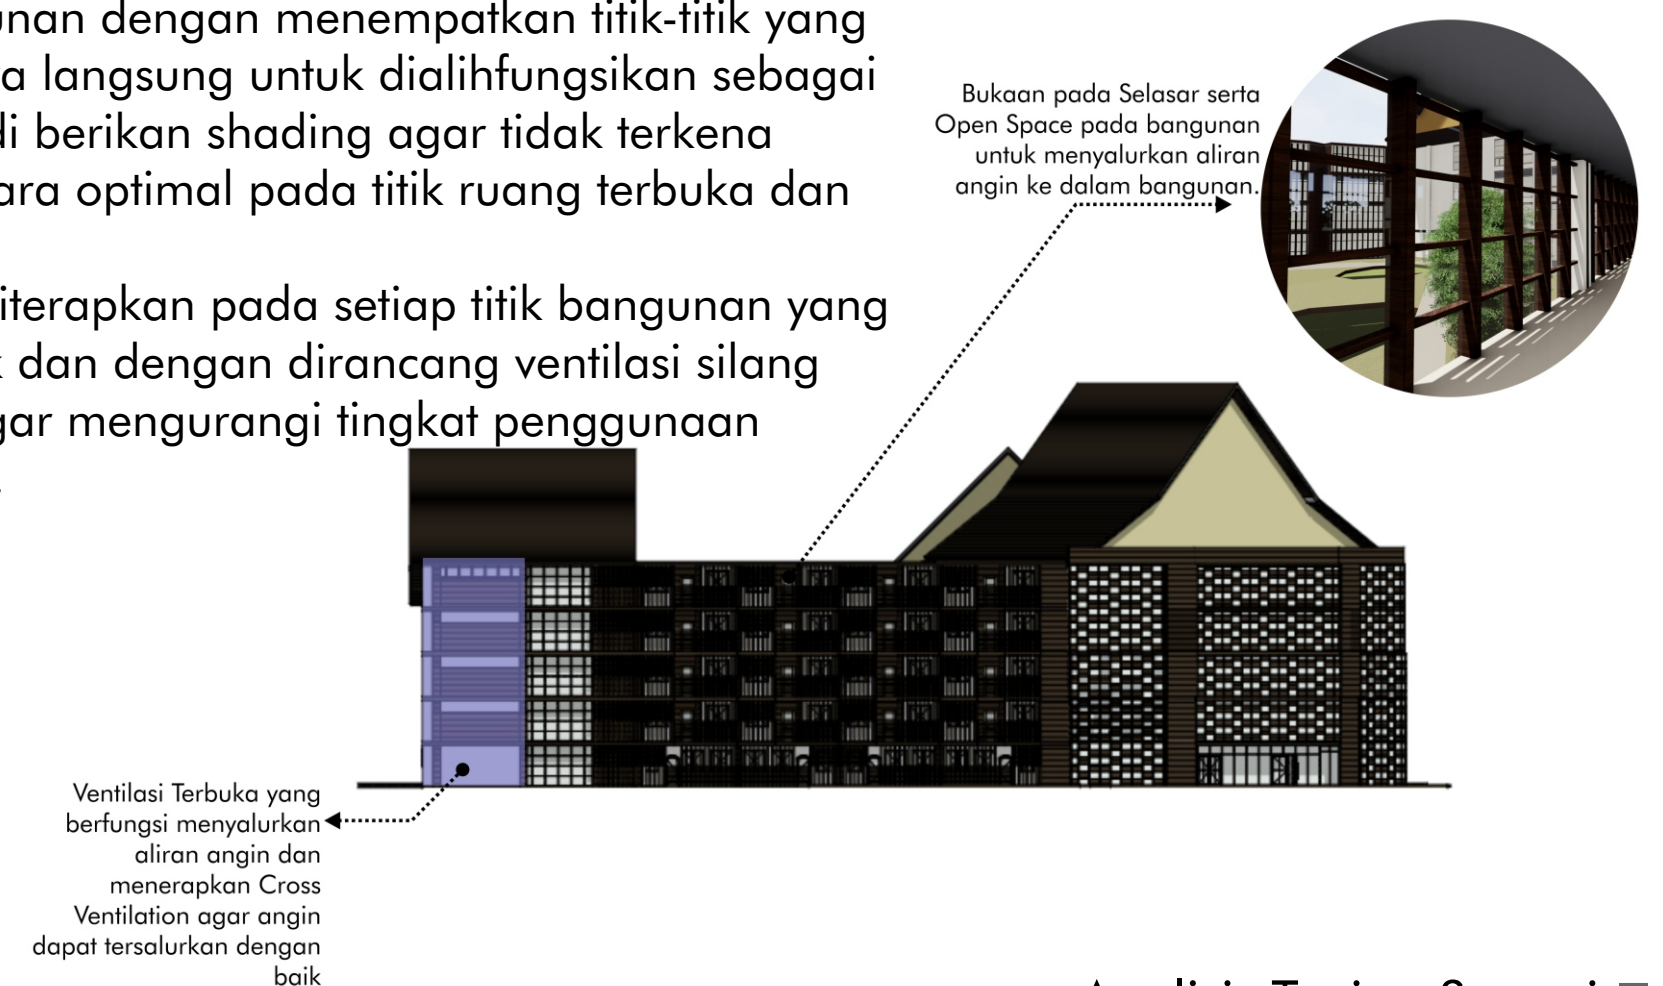 unan dengan menempatkan titik-titik yang
a langsung untuk dialihfungsikan sebagai
di berikan shading agar tidak terkena
ara optimal pada titik ruang terbuka dan
iterapkan pada setiap titik bangunan yang
k dan dengan dirancang ventilasi silang
gar mengurangi tingkat penggunaan
.
Bukaan pada Selasar serta
Open Space pada bangunan
untuk menyalurkan aliran
angin ke dalam bangunan.
Ventilasi Terbuka yang
berfungsi menyalurkan
aliran angin dan
menerapkan Cross
Ventilation agar angin
dapat tersalurkan dengan
baik